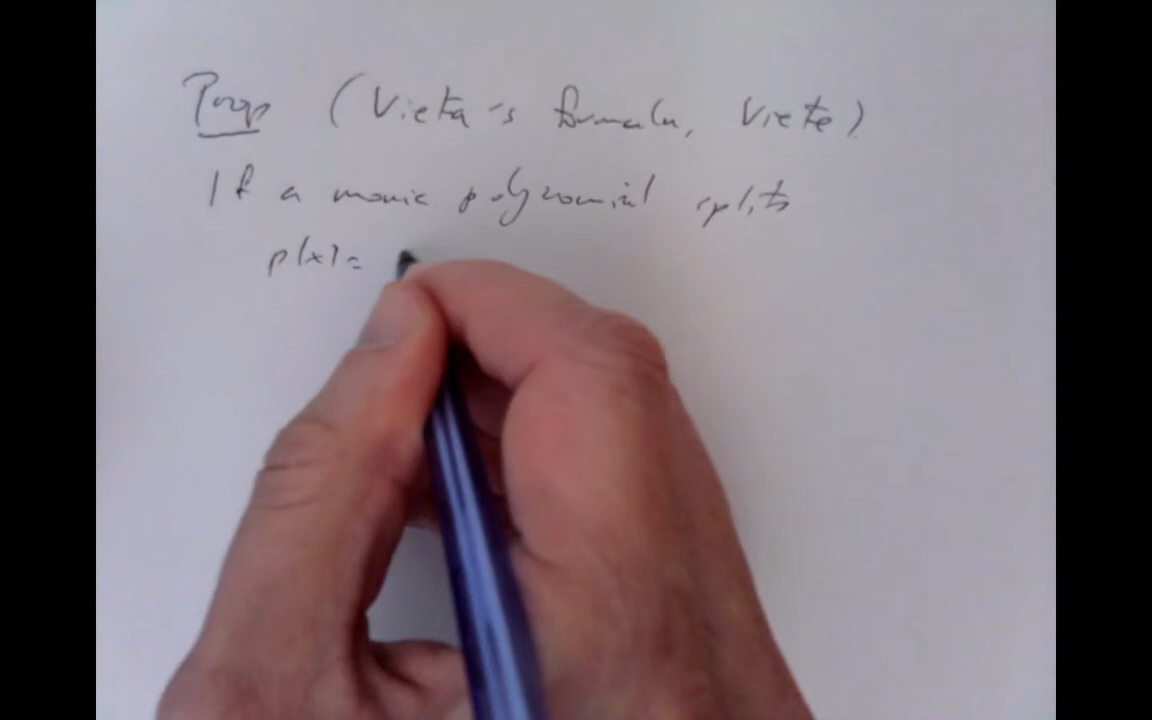 Prop (Vieta's formula, Viete)
If a monic polynomial splits
p(x) =